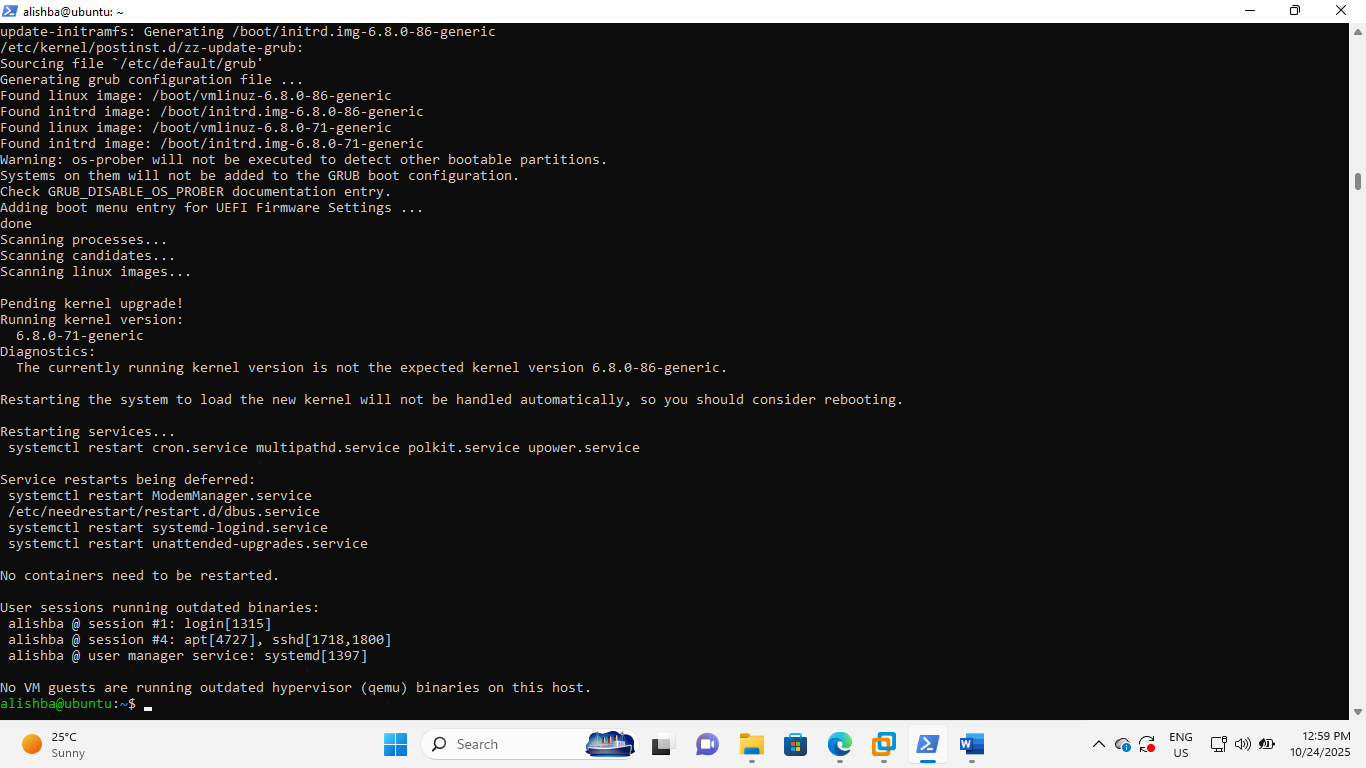 alishba@ubuntu: ~
update-initramfs: Generating /boot/initrd.img-6.8.0-86-generic
/etc/kernel/postinst.d/zz-update-grub:
Sourcing file `/etc/default/grub'
Generating grub configuration file ...
Found linux image: /boot/vmlinuz-6.8.0-86-generic
Found initrd image: /boot/initrd.img-6.8.0-86-generic
Found linux image: /boot/vmlinuz-6.8.0-71-generic
Found initrd image: /boot/initrd.img-6.8.0-71-generic
Warning: os-prober will not be executed to detect other bootable partitions.
Systems on them will not be added to the GRUB boot configuration.
Check GRUB_DISABLE_OS_PROBER documentation entry.
Adding boot menu entry for UEFI Firmware Settings ...
done
Scanning processes...
Scanning candidates...
Scanning linux images...
Pending kernel upgrade!
Running kernel version:
  6.8.0-71-generic
Diagnostics:
  The currently running kernel version is not the expected kernel version 6.8.0-86-generic.
Restarting the system to load the new kernel will not be handled automatically, so you should consider rebooting.
Restarting services...
 systemctl restart cron.service multipathd.service polkit.service upower.service
Service restarts being deferred:
 systemctl restart ModemManager.service
 /etc/needrestart/restart.d/dbus.service
 systemctl restart systemd-logind.service
 systemctl restart unattended-upgrades.service
No containers need to be restarted.
User sessions running outdated binaries:
 alishba @ session #1: login[1315]
 alishba @ session #4: apt[4727], sshd[1718,1800]
 alishba @ user manager service: systemd[1397]
No VM guests are running outdated hypervisor (qemu) binaries on this host.
alishba@ubuntu:~$
25°C
Sunny
Search
ENG
US
12:59 PM
10/24/2025